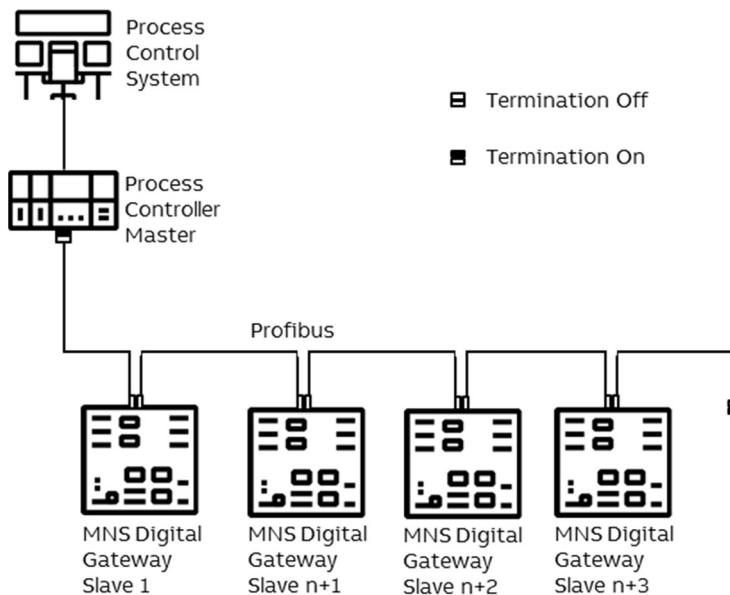 Process
Control
System
Termination Off
Termination On
Process
Controller
Master
Profibus
MNS Digital
Gateway
Slave 1
MNS Digital
Gateway
Slave n+1
MNS Digital
Gateway
Slave n+2
MNS Digital
Gateway
Slave n+3